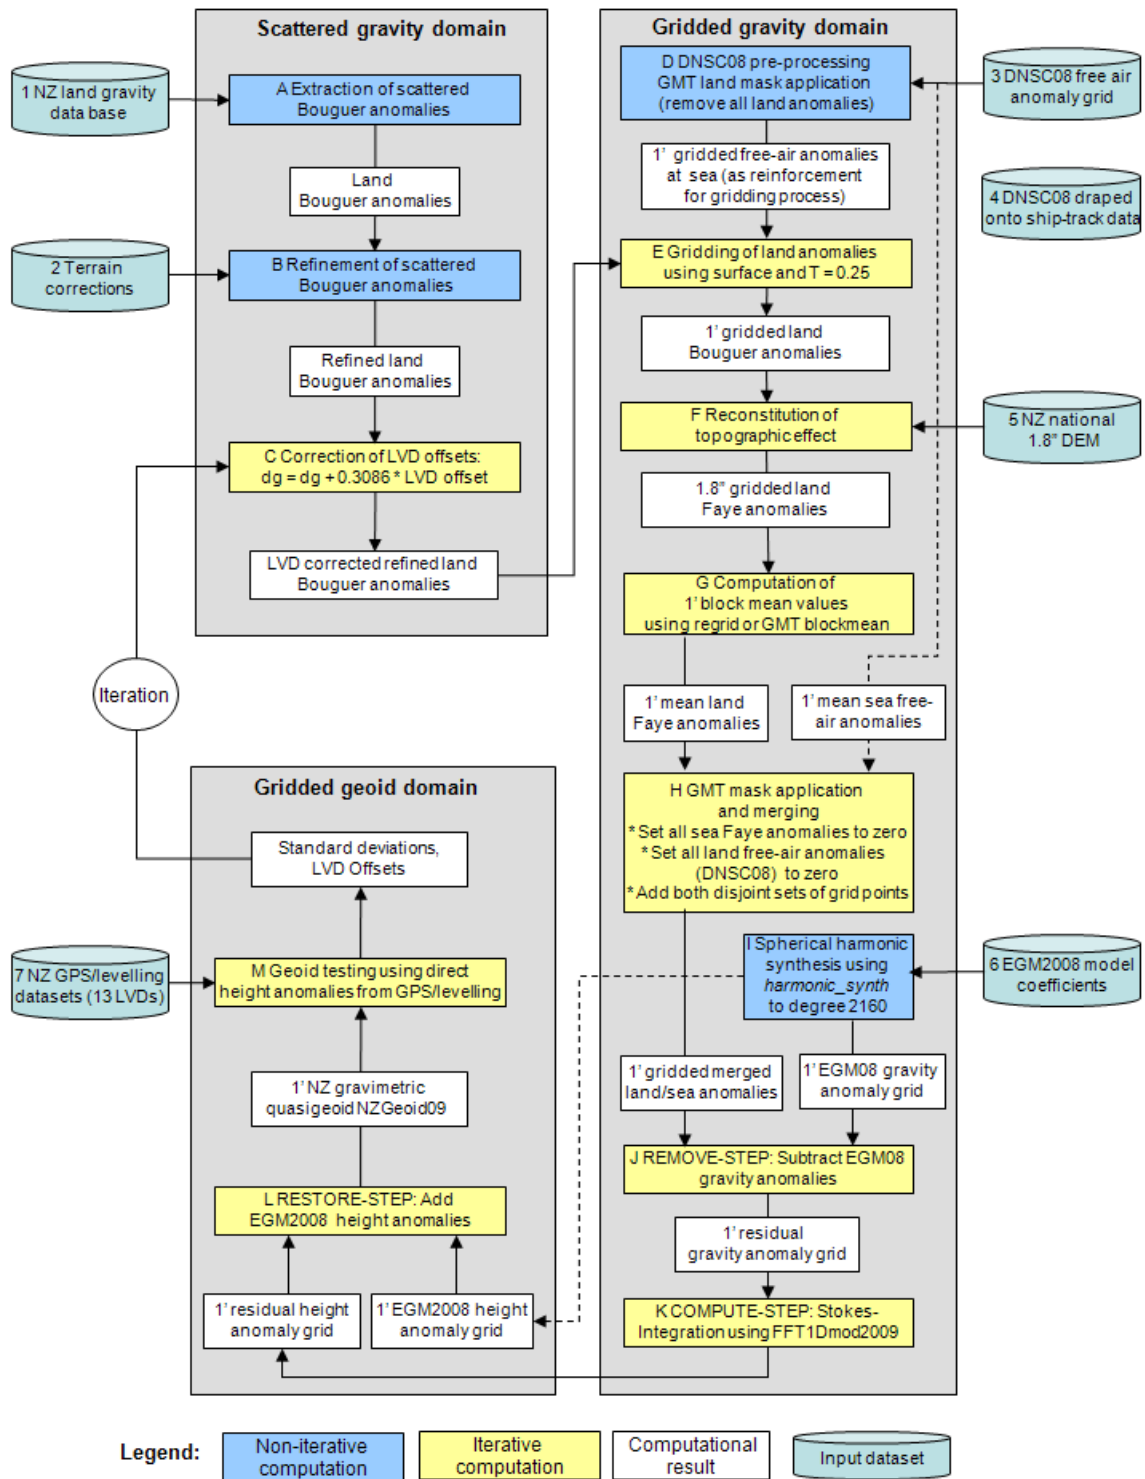 Scattered gravity domain
Gridded gravity domain
1 NZ land gravity
data base
A Extraction of scattered
Bouguer anomalies
D DNSC08 pre-processing
GMT land mask application
(remove all land anomalies)
3 DNSC08 free air
anomaly grid
Land
Bouguer anomalies
1' gridded free-air anomalies
at sea (as reinforcement
for gridding process)
4 DNSC08 draped
onto ship-track data
2 Terrain
corrections
B Refinement of scattered
Bouguer anomalies
E Gridding of land anomalies
using surface and T = 0.25
Refined land
Bouguer anomalies
1' gridded land
Bouguer anomalies
F Reconstitution of
topographic effect
5 NZ national
1.8" DEM
C Correction of LVD offsets:
dg = dg + 0.3086 * LVD offset
1.8" gridded land
Faye anomalies
LVD corrected refined land
Bouguer anomalies
G Computation of
1' block mean values
using regrid or GMT blockmean
Iteration
1' mean land
Faye anomalies
1' mean sea free-
air anomalies
Gridded geoid domain
H GMT mask application
and merging
* Set all sea Faye anomalies to zero
* Set all land free-air anomalies
(DNSC08) to zero
* Add both disjoint sets of grid points
Standard deviations,
LVD Offsets
7 NZ GPS/levelling
datasets (13 LVDs)
M Geoid testing using direct
height anomalies from GPS/levelling
I Spherical harmonic
synthesis using
harmonic_synth
to degree 2160
6 EGM2008 model
coefficients
1' NZ gravimetric
quasigeoid NZGeoid09
1' gridded merged
land/sea anomalies
1' EGM08 gravity
anomaly grid
J REMOVE-STEP: Subtract EGM08
gravity anomalies
L RESTORE-STEP: Add
EGM2008 height anomalies
1' residual
gravity anomaly grid
1' residual height
anomaly grid
1' EGM2008 height
anomaly grid
K COMPUTE-STEP: Stokes-
Integration using FFT1Dmod2009
Legend:
Non-iterative
computation
Iterative
computation
Computational
result
Input dataset